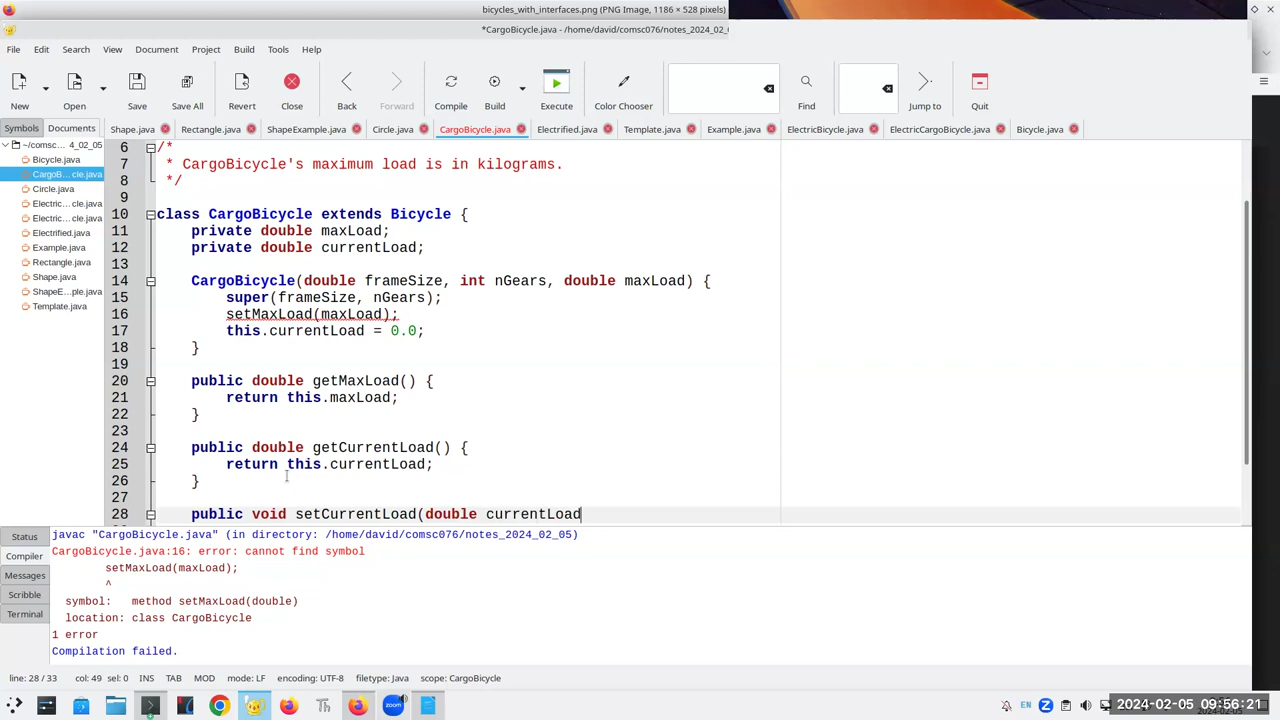 bicycles_with_interfaces.png (PNG Image, 1186 × 528 pixels)
*CargoBicycle.java - /home/david/comsc076/notes_2024_02_0
File Edit Search View Document Project Build Tools Help
New Open Save Save All Revert Close Back Forward Compile Build Execute Color Chooser Find Jump to Quit
Symbols Documents Shape.java Rectangle.java ShapeExample.java Circle.java CargoBicycle.java Electrified.java Template.java Example.java ElectricBicycle.java ElectricCargoBicycle.java Bicycle.java
~/comsc... 4_02_05
Bicycle.java
CargoB... cle.java
Circle.java
Electric... cle.java
Electric... cle.java
Electrified.java
Example.java
Rectangle.java
Shape.java
ShapeE... ple.java
Template.java
6 /*
7 * CargoBicycle's maximum load is in kilograms.
8 */
9
10 class CargoBicycle extends Bicycle {
11 private double maxLoad;
12 private double currentLoad;
13
14 CargoBicycle(double frameSize, int nGears, double maxLoad) {
15 super(frameSize, nGears);
16 setMaxLoad(maxLoad);
17 this.currentLoad = 0.0;
18 }
19
20 public double getMaxLoad() {
21 return this.maxLoad;
22 }
23
24 public double getCurrentLoad() {
25 return this.currentLoad;
26 }
27
28 public void setCurrentLoad(double currentLoad
Status
Compiler
Messages
Scribble
Terminal
javac "CargoBicycle.java" (in directory: /home/david/comsc076/notes_2024_02_05)
CargoBicycle.java:16: error: cannot find symbol
setMaxLoad(maxLoad);
^
symbol: method setMaxLoad(double)
location: class CargoBicycle
1 error
Compilation failed.
line: 28 / 33 col: 49 sel: 0 INS TAB MOD mode: LF encoding: UTF-8 filetype: Java scope: CargoBicycle
Th zoom EN Z 2024-02-05 09:56:21